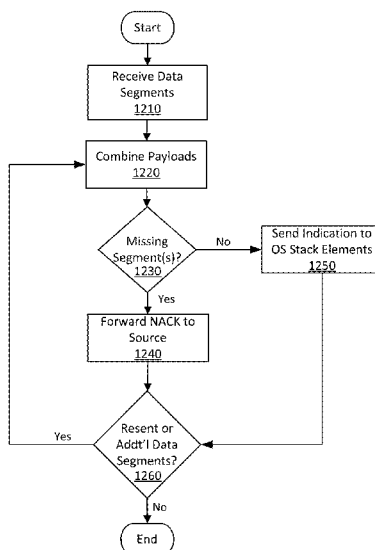 Start
Receive Data
Segments
1210
Combine Payloads
1220
Missing
Segment(s)?
1230
No
Send Indication to
OS Stack Elements
1250
Yes
Forward NACK to
Source
1240
Yes
Resent or
Addt'l Data
Segments?
1260
No
End